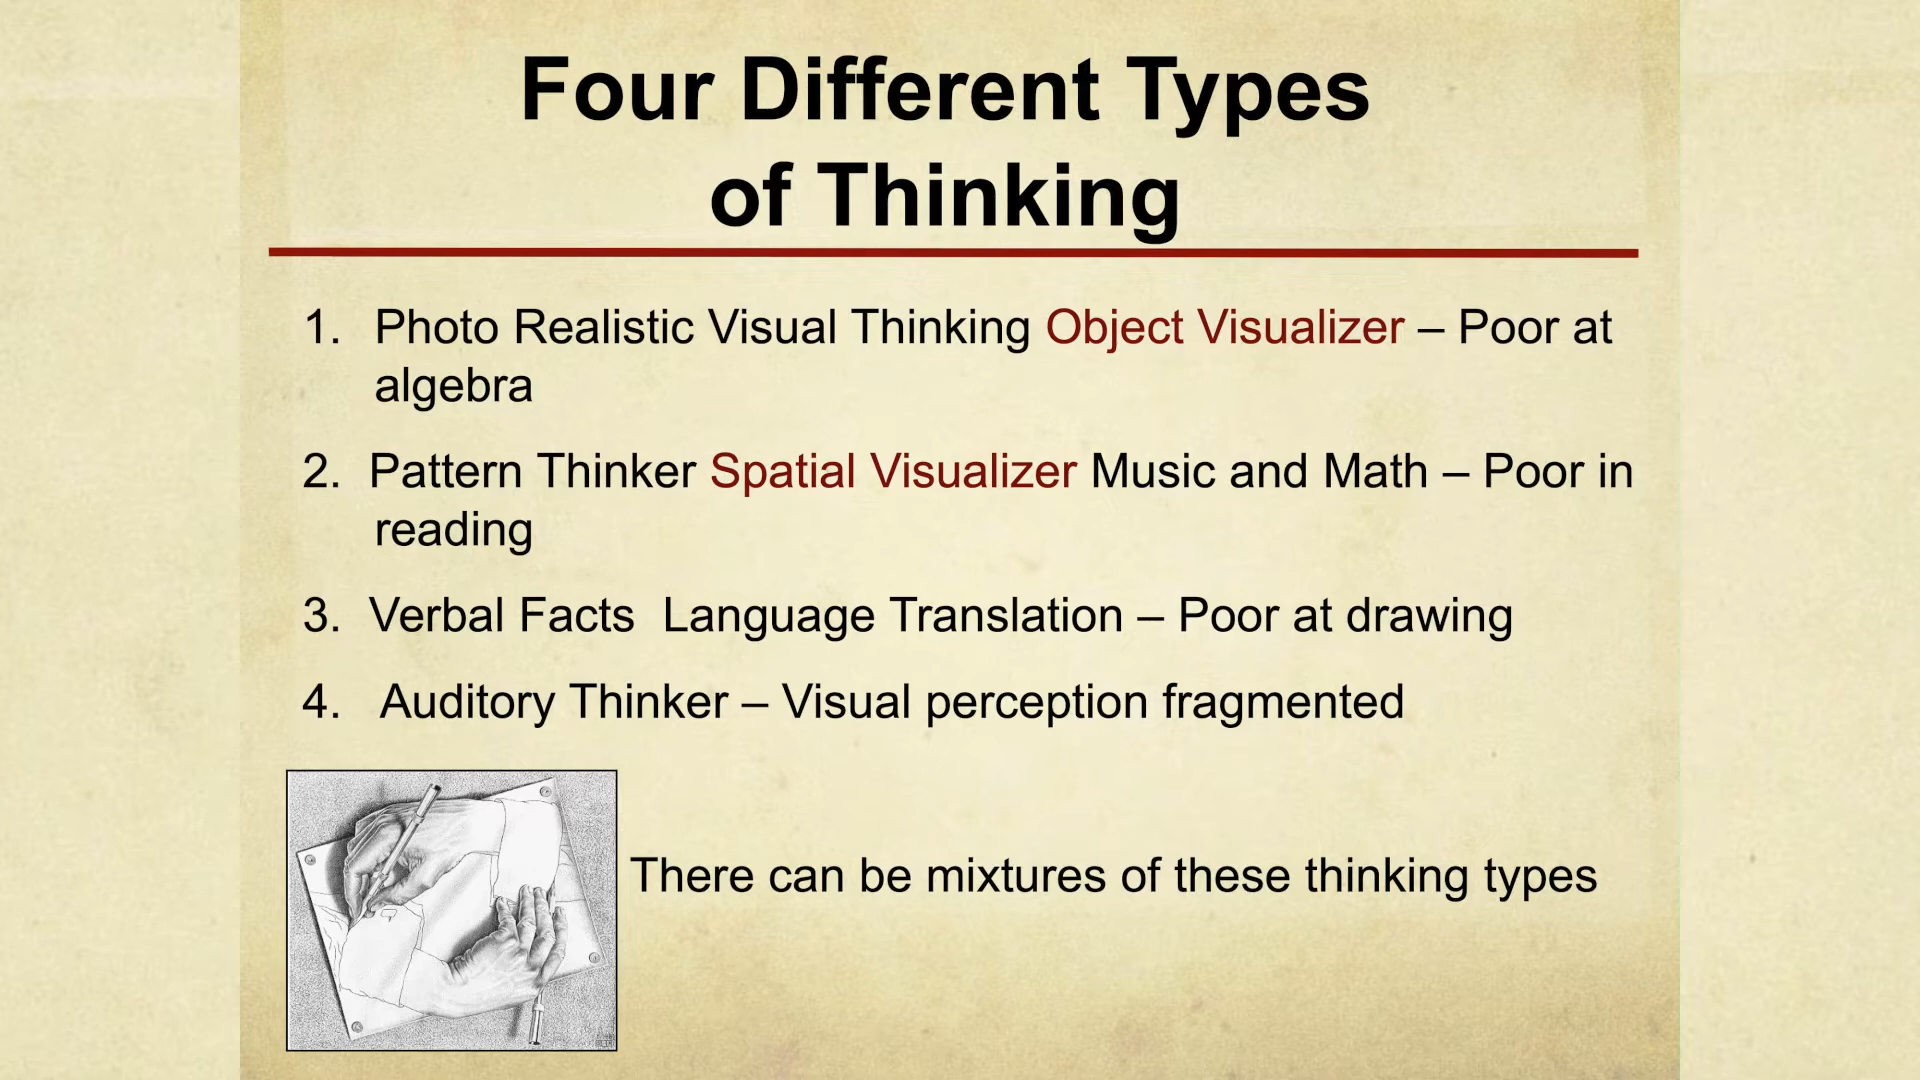 Four Different Types
of Thinking
1. Photo Realistic Visual Thinking Object Visualizer – Poor at
algebra
2. Pattern Thinker Spatial Visualizer Music and Math – Poor in
reading
3. Verbal Facts  Language Translation – Poor at drawing
4. Auditory Thinker – Visual perception fragmented
There can be mixtures of these thinking types